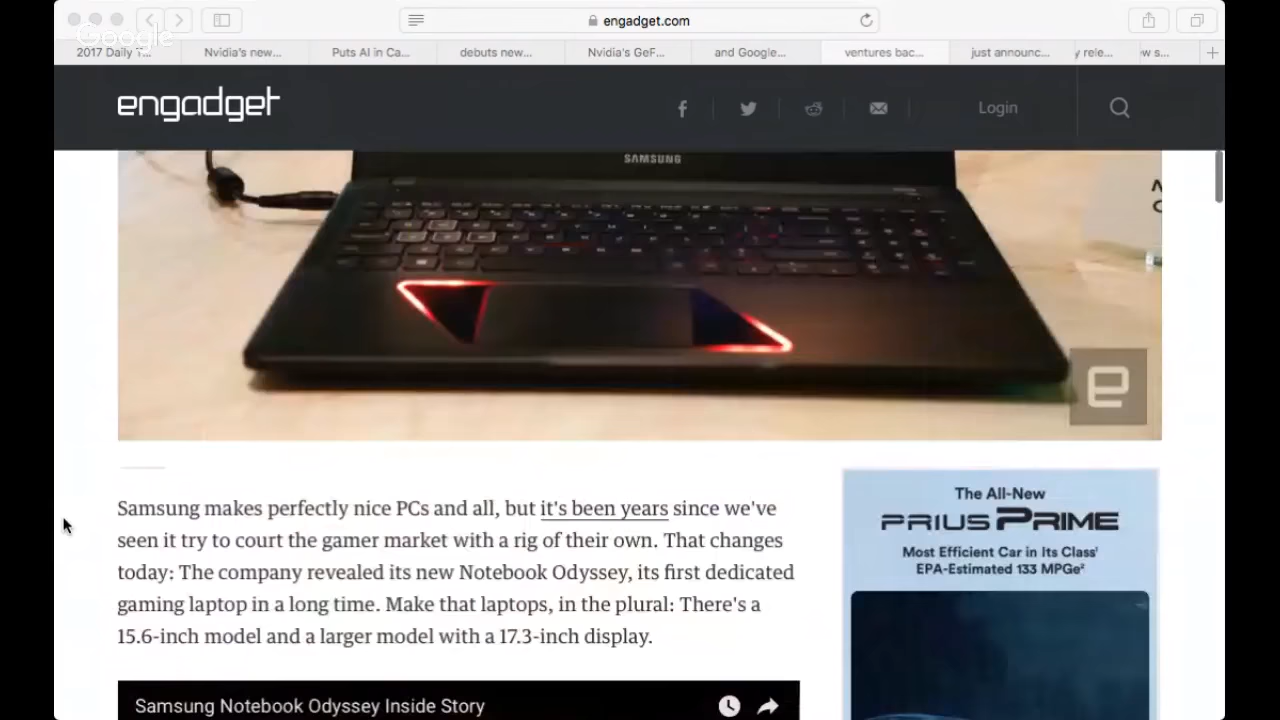 engadget.com
Google
2017 Daily T...
Nvidia's new...
Puts AI in Ca...
debuts new...
Nvidia's GeF...
and Google...
ventures bac...
just announc...
y rele...
w s...
engadget
Login
SAMSUNG
e
Samsung makes perfectly nice PCs and all, but it's been years since we've
seen it try to court the gamer market with a rig of their own. That changes
today: The company revealed its new Notebook Odyssey, its first dedicated
gaming laptop in a long time. Make that laptops, in the plural: There's a
15.6-inch model and a larger model with a 17.3-inch display.
The All-New
PRIUS PRIME
Most Efficient Car in Its Class¹
EPA-Estimated 133 MPGe²
Samsung Notebook Odyssey Inside Story